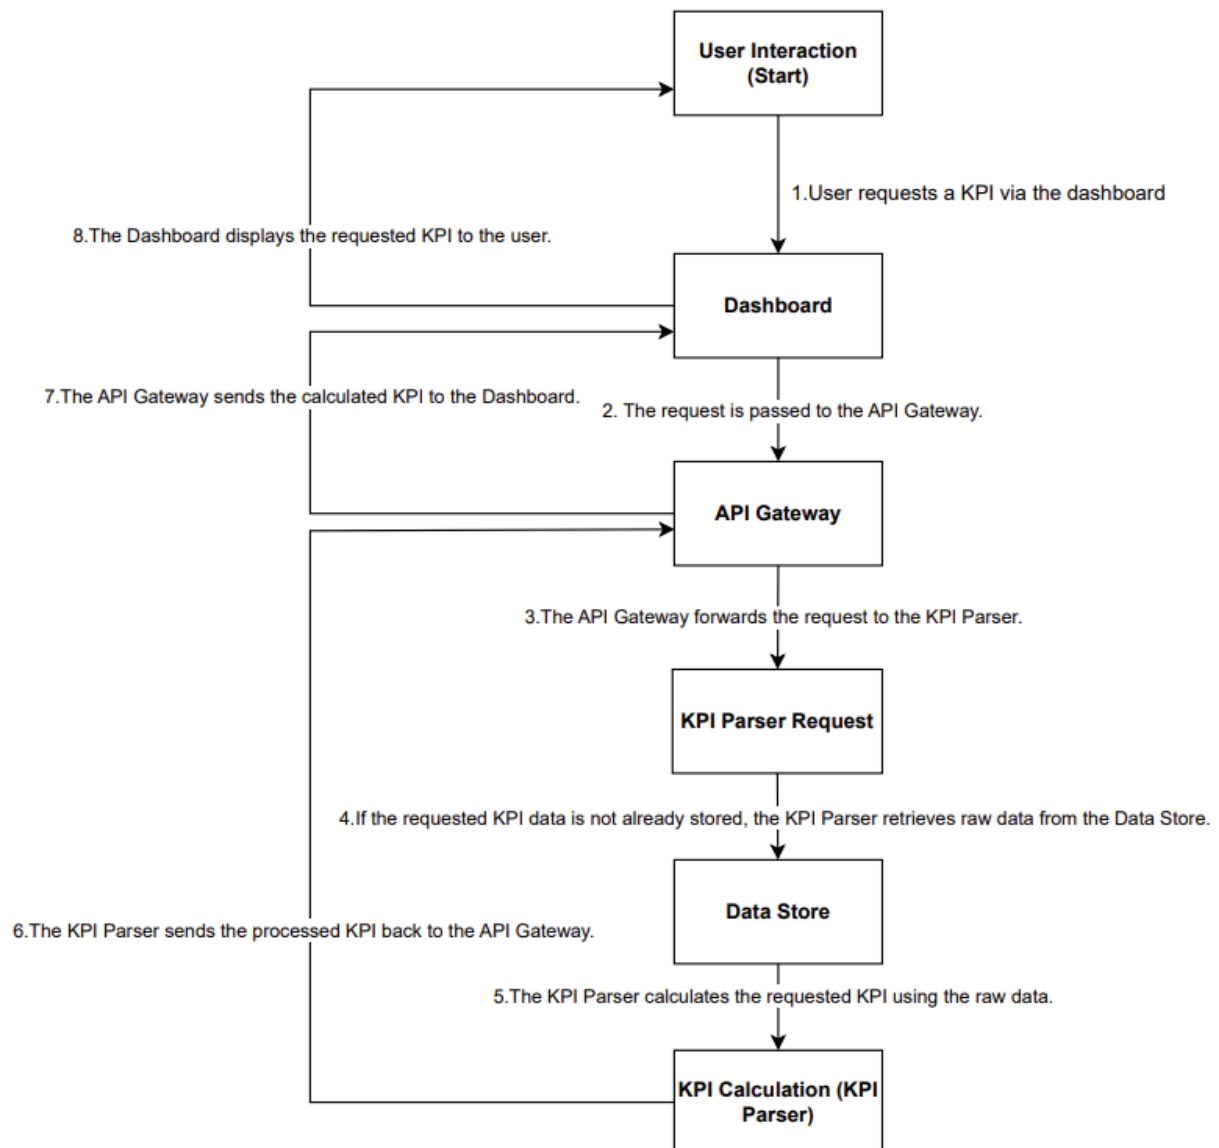 User Interaction
(Start)
1.User requests a KPI via the dashboard
8.The Dashboard displays the requested KPI to the user.
Dashboard
7.The API Gateway sends the calculated KPI to the Dashboard.
2. The request is passed to the API Gateway.
API Gateway
3.The API Gateway forwards the request to the KPI Parser.
KPI Parser Request
4.If the requested KPI data is not already stored, the KPI Parser retrieves raw data from the Data Store.
Data Store
6.The KPI Parser sends the processed KPI back to the API Gateway.
5.The KPI Parser calculates the requested KPI using the raw data.
KPI Calculation (KPI
Parser)